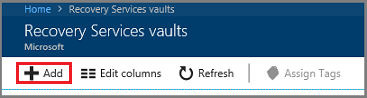 Home > Recovery Services vaults
Recovery Services vaults
Microsoft
Add Edit columns Refresh Assign Tags